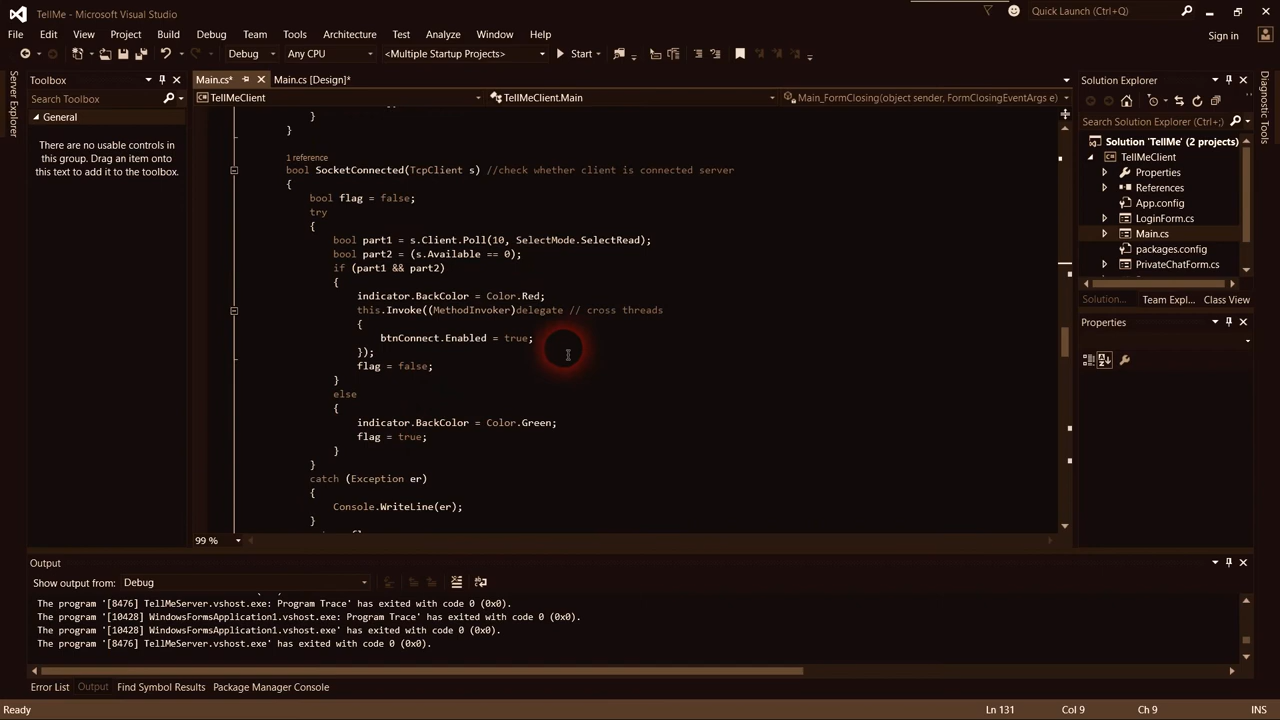 TellMe - Microsoft Visual Studio
Quick Launch (Ctrl+Q)
File Edit View Project Build Debug Team Tools Architecture Test Analyze Window Help
Sign in
Debug Any CPU <Multiple Startup Projects> Start
Server Explorer
Toolbox
Search Toolbox
General
There are no usable controls in
this group. Drag an item onto
this text to add it to the toolbox.
Main.cs* Main.cs [Design]*
TellMeClient TellMeClient.Main Main_FormClosing(object sender, FormClosingEventArgs e)
}
}
1 reference
bool SocketConnected(TcpClient s) //check whether client is connected server
{
bool flag = false;
try
{
bool part1 = s.Client.Poll(10, SelectMode.SelectRead);
bool part2 = (s.Available == 0);
if (part1 && part2)
{
indicator.BackColor = Color.Red;
this.Invoke((MethodInvoker)delegate // cross threads
{
btnConnect.Enabled = true;
});
flag = false;
}
else
{
indicator.BackColor = Color.Green;
flag = true;
}
}
catch (Exception er)
{
Console.WriteLine(er);
}
99 %
Solution Explorer
Search Solution Explorer (Ctrl+;)
Solution 'TellMe' (2 projects)
TellMeClient
Properties
References
App.config
LoginForm.cs
Main.cs
packages.config
PrivateChatForm.cs
Solution... Team Expl... Class View
Properties
Diagnostic Tools
Output
Show output from: Debug
The program '[8476] TellMeServer.vshost.exe: Program Trace' has exited with code 0 (0x0).
The program '[10428] WindowsFormsApplication1.vshost.exe: Program Trace' has exited with code 0 (0x0).
The program '[10428] WindowsFormsApplication1.vshost.exe' has exited with code 0 (0x0).
The program '[8476] TellMeServer.vshost.exe' has exited with code 0 (0x0).
Error List Output Find Symbol Results Package Manager Console
Ready Ln 131 Col 9 Ch 9 INS